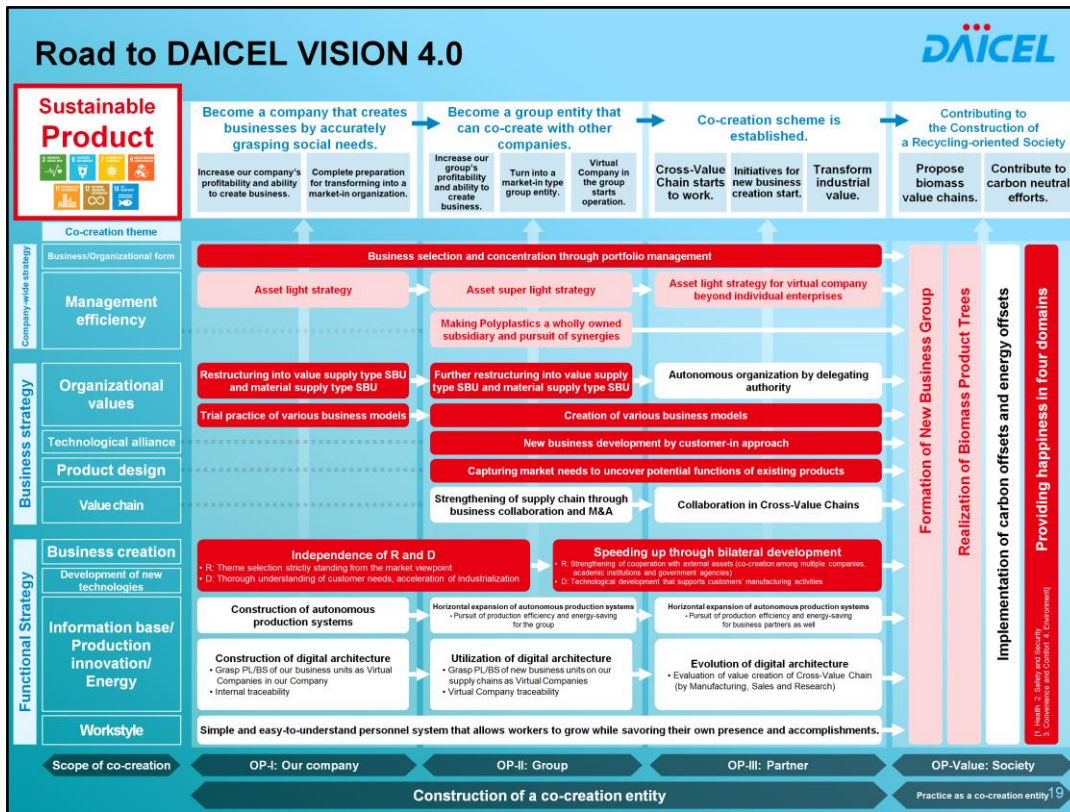 Road to DAICEL VISION 4.0
DAICEL
Sustainable
Product
Become a company that creates
businesses by accurately
grasping social needs.
Increase our company's
profitability and ability
to create business.
Complete preparation
for transforming into a
market-in organization.
Become a group entity that
can co-create with other
companies.
Increase our
group's
profitability
and ability to
create
business.
Turn into a
market-in type
group entity.
Virtual
Company in
the group
starts
operation.
Co-creation scheme
is established.
Cross-Value
Chain starts
to work.
Initiatives for
new business
creation start.
Transform
industrial
value.
Contributing to
the Construction of
a Recycling-oriented Society
Propose
biomass
value chains.
Contribute to
carbon neutral
efforts.
Co-creation theme
Company-wide strategy
Business/Organizational form
Business selection and concentration through portfolio management
Management
efficiency
Asset light strategy
Asset super light strategy
Asset light strategy for virtual company
beyond individual enterprises
Making Polyplastics a wholly owned
subsidiary and pursuit of synergies
Business strategy
Organizational
values
Restructuring into value supply type SBU
and material supply type SBU
Further restructuring into value supply
type SBU and material supply type SBU
Autonomous organization by delegating
authority
Trial practice of various business models
Creation of various business models
Technological alliance
New business development by customer-in approach
Product design
Capturing market needs to uncover potential functions of existing products
Value chain
Strengthening of supply chain through
business collaboration and M&A
Collaboration in Cross-Value Chains
Functional Strategy
Business creation
Development of new
technologies
Independence of R and D
• R: Theme selection strictly standing from the market viewpoint
• D: Thorough understanding of customer needs, acceleration of industrialization
Speeding up through bilateral development
• R: Strengthening of cooperation with external assets (co-creation among multiple companies,
academic institutions and government agencies)
• D: Technological development that supports customers' manufacturing activities
Information base/
Production
innovation/
Energy
Construction of autonomous
production systems
Horizontal expansion of autonomous production systems
• Pursuit of production efficiency and energy-saving
for the group
Horizontal expansion of autonomous production systems
• Pursuit of production efficiency and energy-saving
for business partners as well
Construction of digital architecture
• Grasp PL/BS of our business units as Virtual
Companies in our Company
• Internal traceability
Utilization of digital architecture
• Grasp PL/BS of new business units on our
supply chains as Virtual Companies
• Virtual Company traceability
Evolution of digital architecture
• Evaluation of value creation of Cross-Value Chain
(by Manufacturing, Sales and Research)
Workstyle
Simple and easy-to-understand personnel system that allows workers to grow while savoring their own presence and accomplishments.
Formation of New Business Group
Realization of Biomass Product Trees
Implementation of carbon offsets and energy offsets
Providing happiness in four domains
[1. Health 2. Safety and Security
3. Convenience and Comfort 4. Environment]
Scope of co-creation
OP-I: Our company
OP-II: Group
OP-III: Partner
OP-Value: Society
Construction of a co-creation entity
Practice as a co-creation entity
19